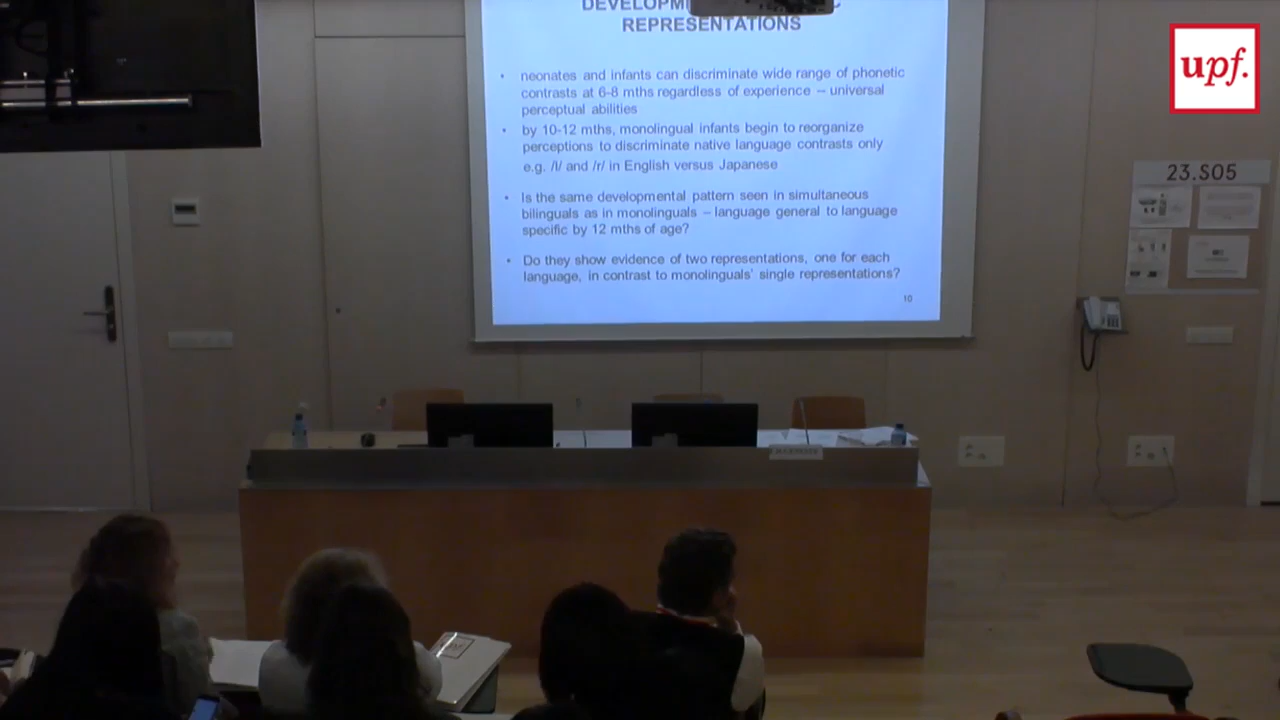 REPRESENTATIONS
• neonates and infants can discriminate wide range of phonetic
contrasts at 6-8 mths regardless of experience – universal
perceptual abilities
• by 10-12 mths, monolingual infants begin to reorganize
perceptions to discriminate native language contrasts only
e.g. /l/ and /r/ in English versus Japanese
• Is the same developmental pattern seen in simultaneous
bilinguals as in monolinguals – language general to language
specific by 12 mths of age?
• Do they show evidence of two representations, one for each
language, in contrast to monolinguals' single representations?
10
upf.
23.S05